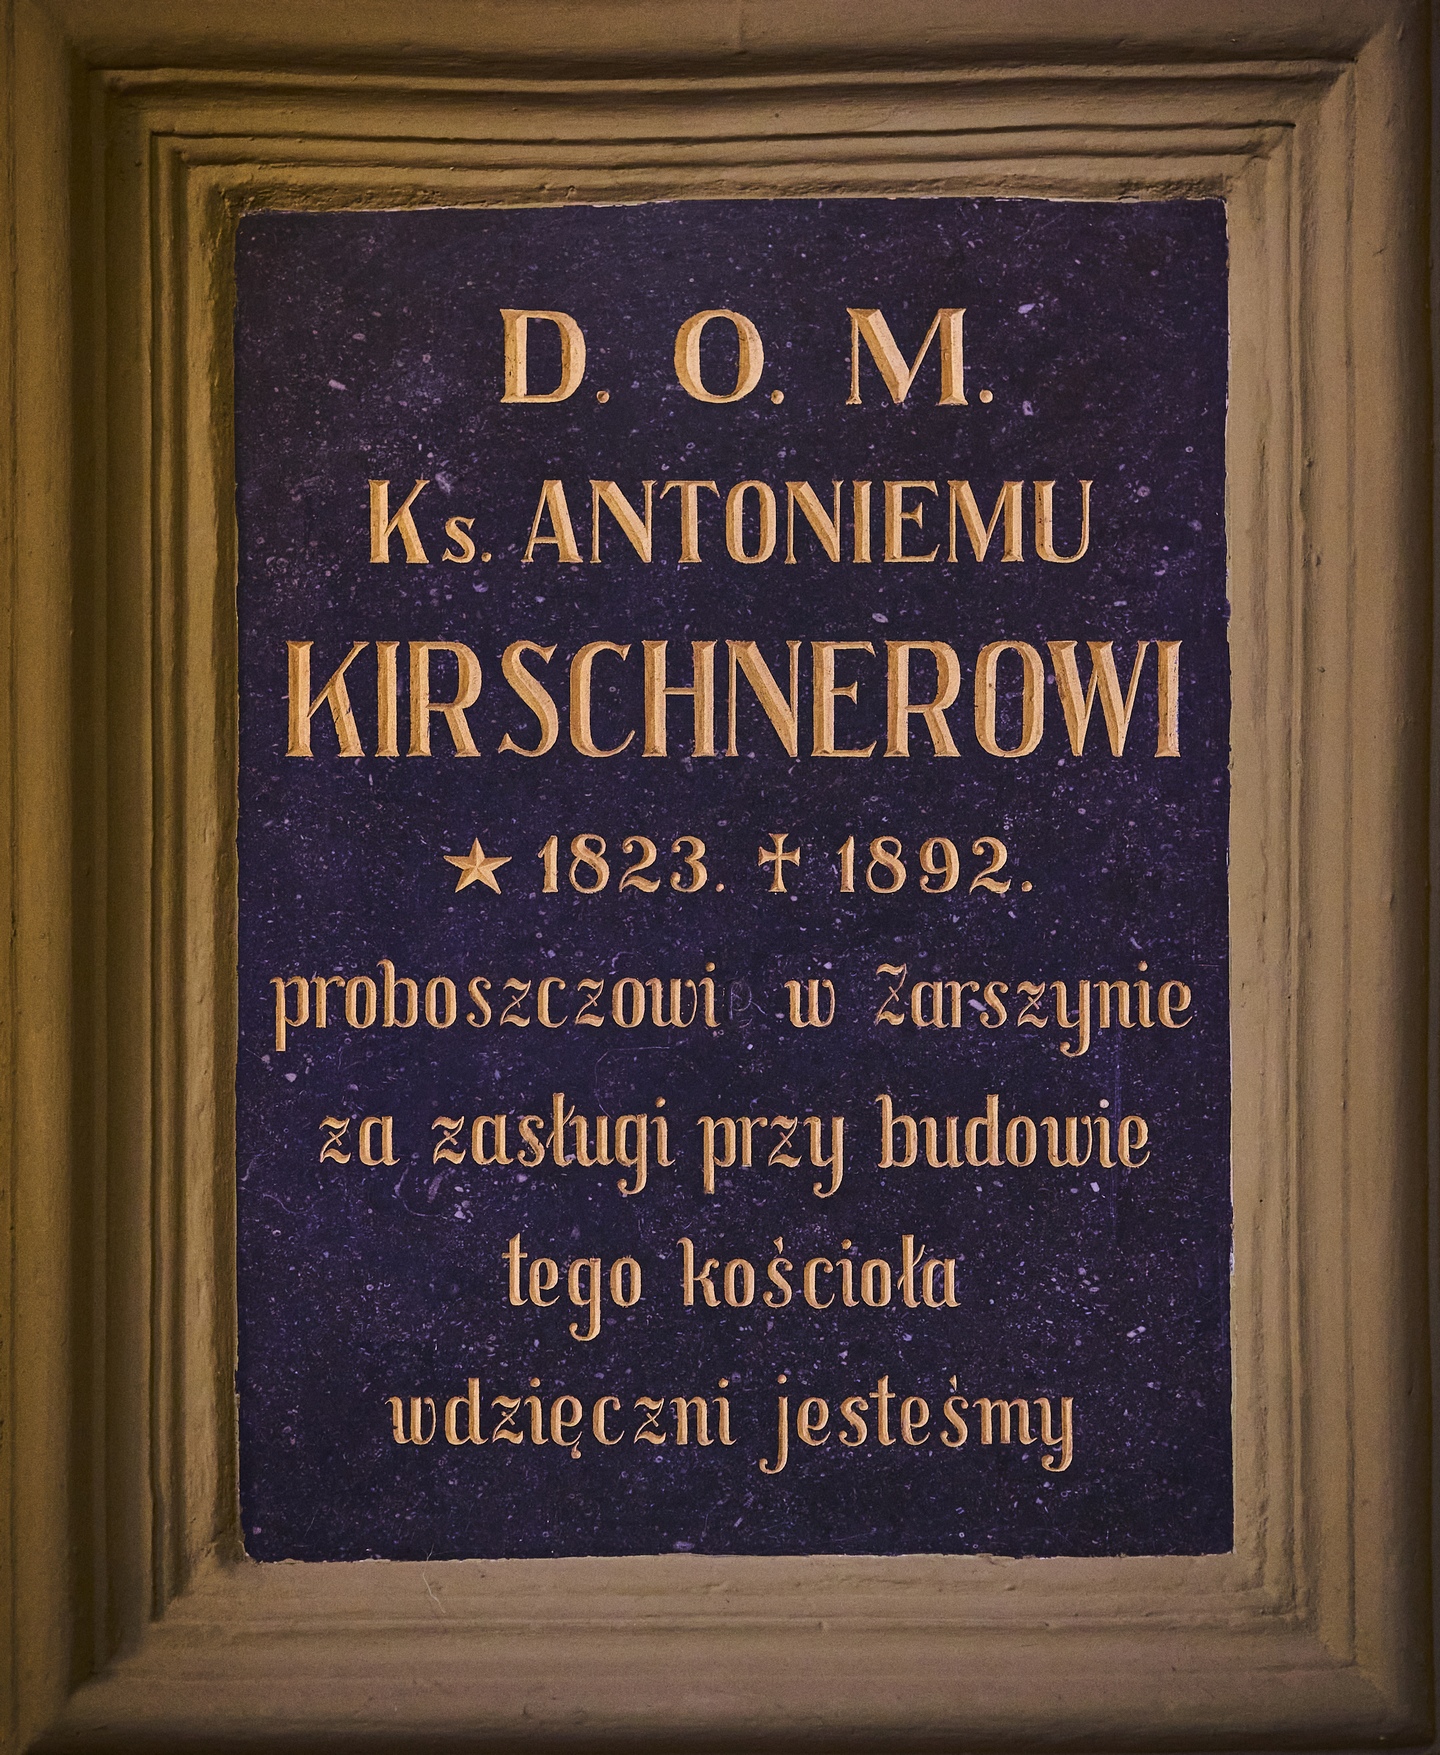 D. O. M.
Ks. ANTONIEMU
KIRSCHNEROWI
★ 1823. ✝ 1892.
proboszczowi w Zarszynie
za zasługi przy budowie
tego kościoła
wdzięczni jesteśmy